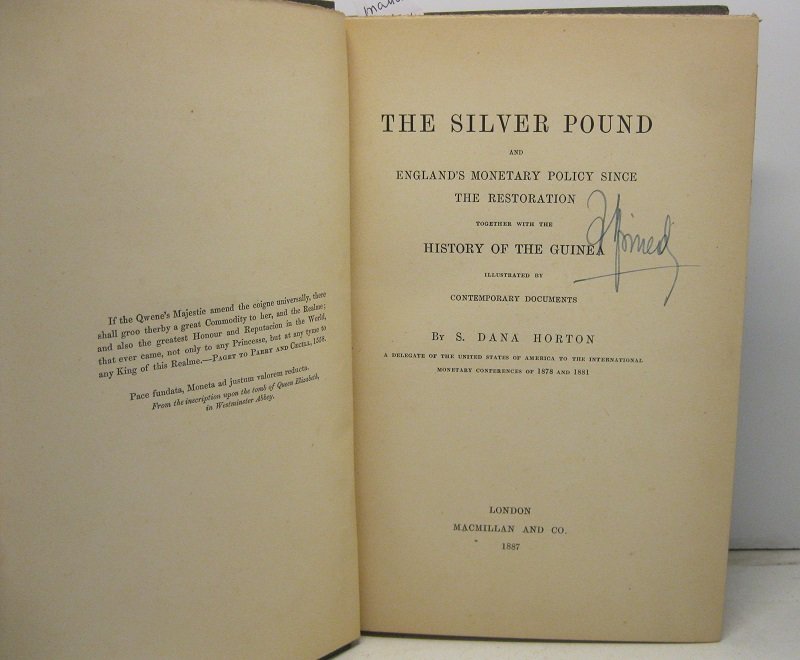 If the Qwene's Majestie amend the coigne universally, there
shall groo therby a great Commodity to her, and the Realme;
and also the greatest Honour and Reputacion in the World,
that ever came, not only to any Princesse, but at any tyme to
any King of this Realme.—PAGET TO PARRY AND CECILL, 1558.
Pace fundata, Moneta ad justum valorem reducta.
From the inscription upon the tomb of Queen Elizabeth,
in Westminster Abbey.
THE SILVER POUND
AND
ENGLAND'S MONETARY POLICY SINCE
THE RESTORATION
TOGETHER WITH THE
HISTORY OF THE GUINEA
ILLUSTRATED BY
CONTEMPORARY DOCUMENTS
BY S. DANA HORTON
A DELEGATE OF THE UNITED STATES OF AMERICA TO THE INTERNATIONAL
MONETARY CONFERENCES OF 1878 AND 1881
LONDON
MACMILLAN AND CO.
1887